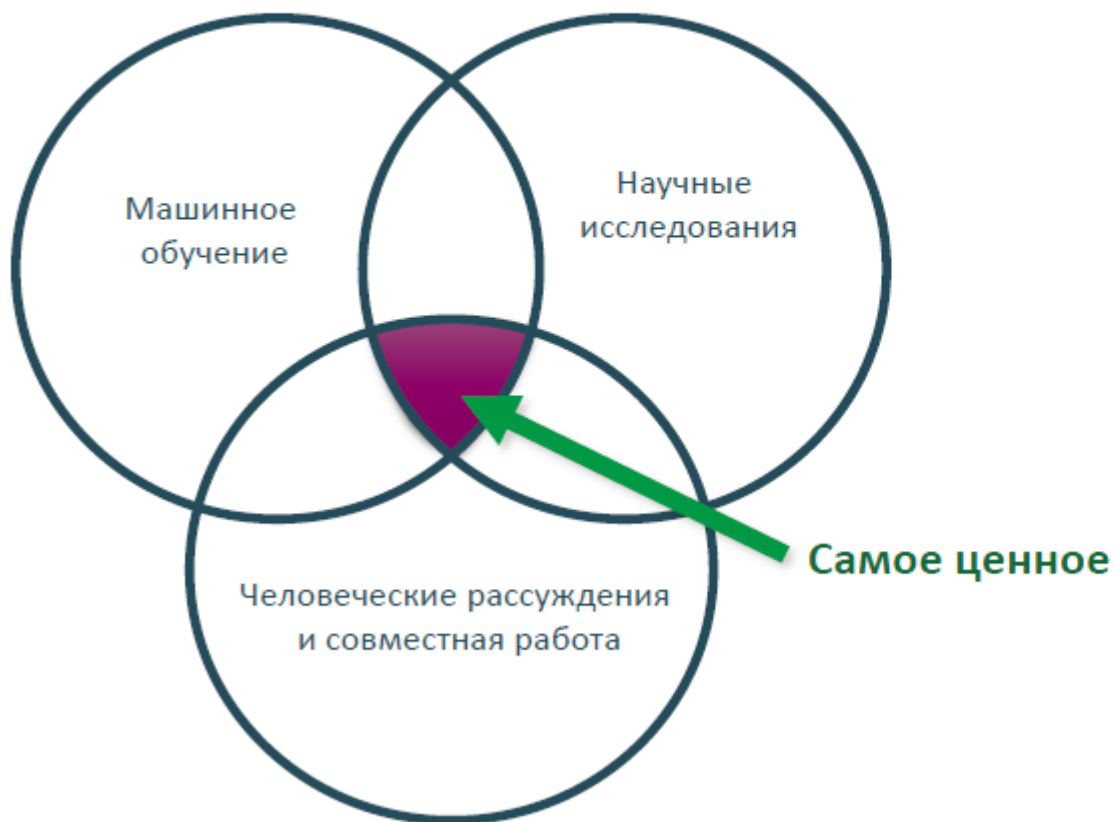 Машинное
обучение
Научные
исследования
Самое ценное
Человеческие рассуждения
и совместная работа